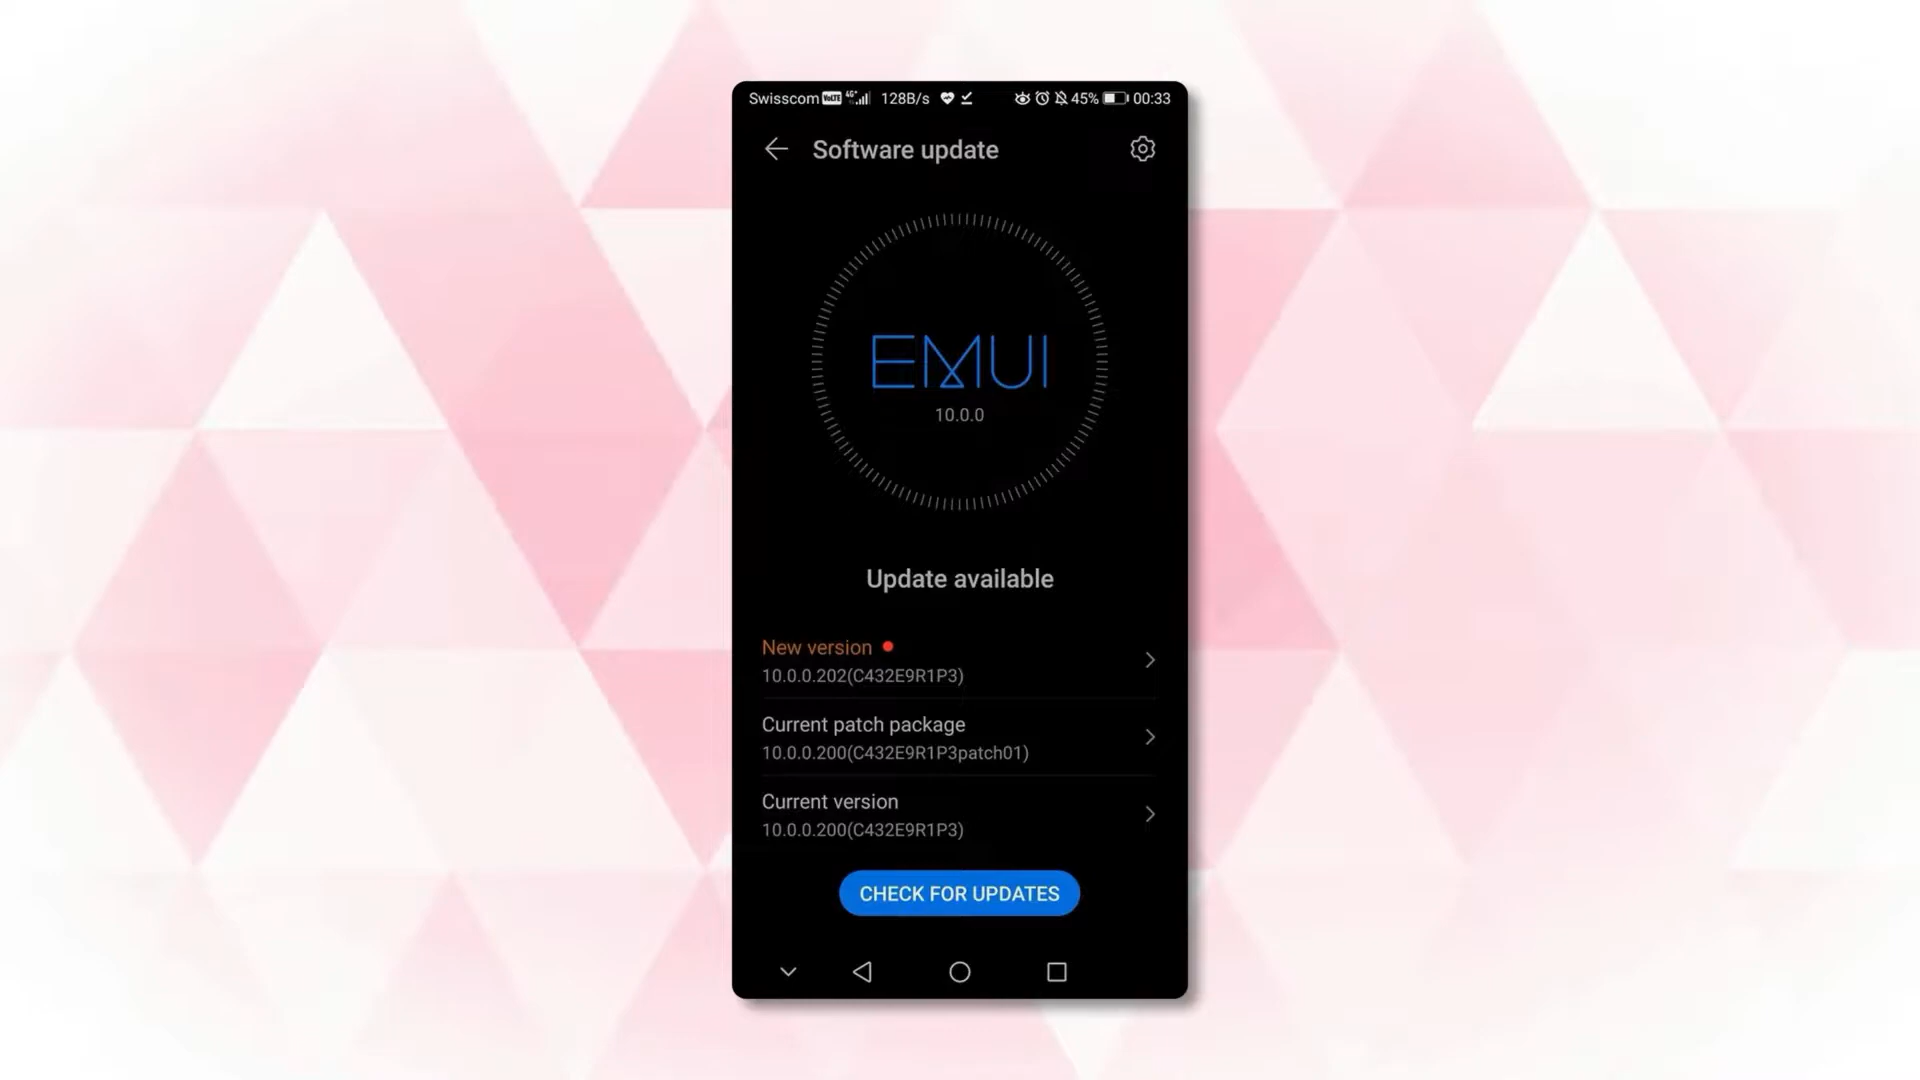 Swisscom VoLTE 4G+ 128B/s 45% 00:33
Software update
EMUI
10.0.0
Update available
New version
10.0.0.202(C432E9R1P3)
Current patch package
10.0.0.200(C432E9R1P3patch01)
Current version
10.0.0.200(C432E9R1P3)
CHECK FOR UPDATES